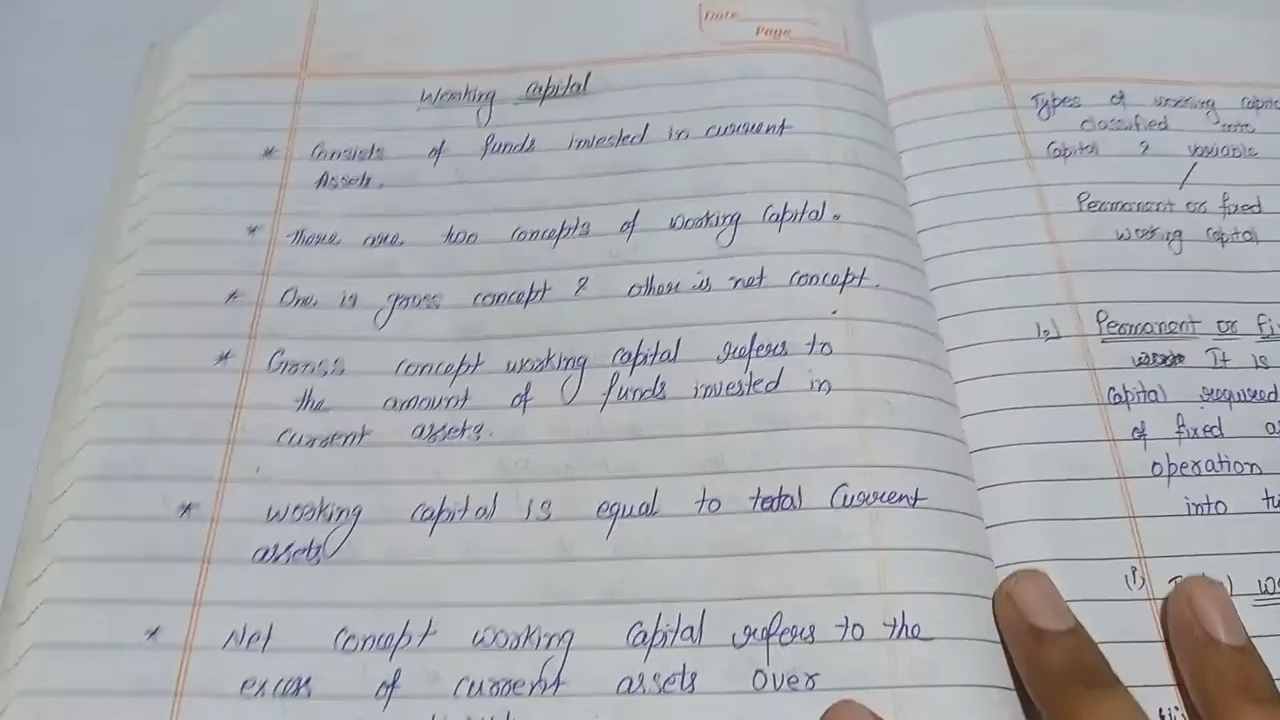 Date
Page
Working Capital
* Consists of funds invested in current
Assets.
* There are two concepts of working Capital.
* One is gross concept & other is net concept.
* Gross concept working capital refers to
the amount of funds invested in
current assets.
* working capital is equal to total Current
assets
* Net concept working Capital refers to the
excess of current assets over
Types of working capit
classified into
Capital & variable
Permanent or fixed
working capital
1.) Permanent or Fi
It is
Capital required
of fixed as
operation
into tu
(i)